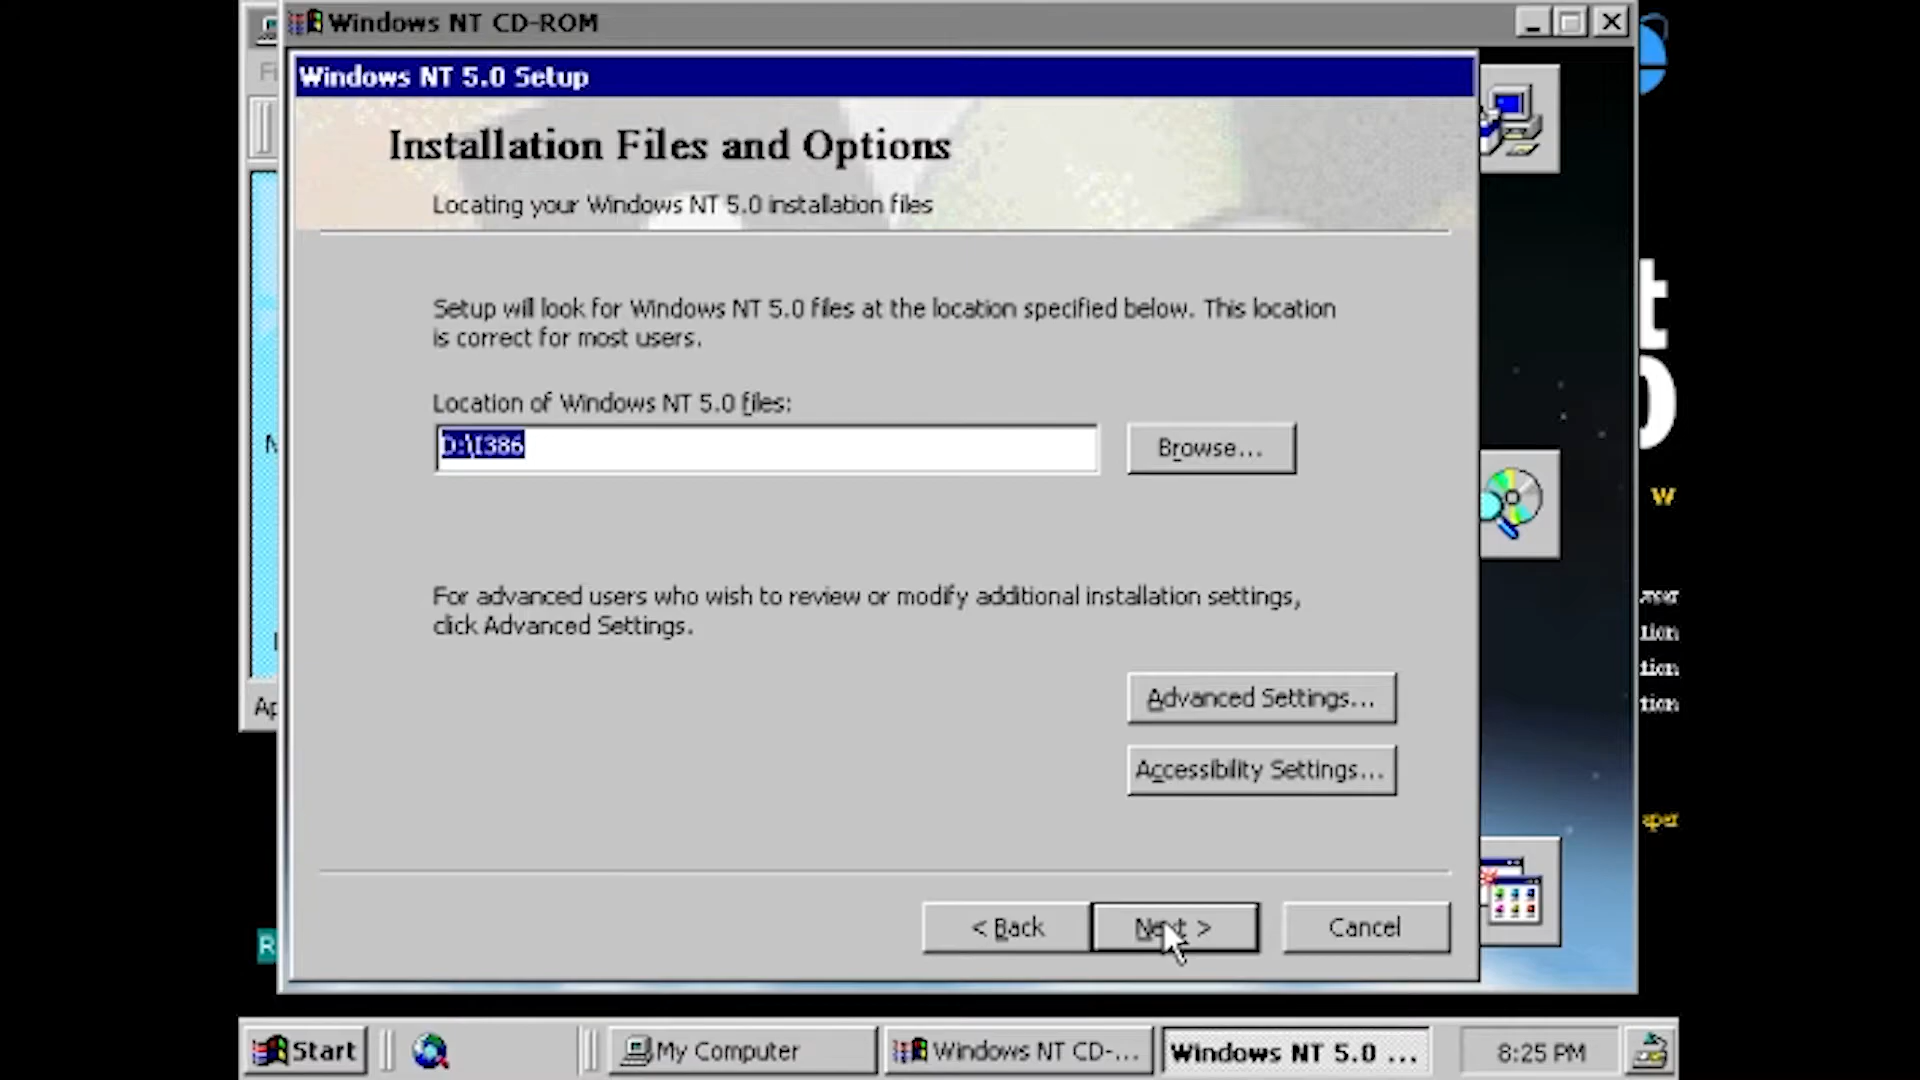 Windows NT CD-ROM
Windows NT 5.0 Setup
Installation Files and Options
Locating your Windows NT 5.0 installation files
Setup will look for Windows NT 5.0 files at the location specified below. This location
is correct for most users.
Location of Windows NT 5.0 files:
D:\I386
Browse...
For advanced users who wish to review or modify additional installation settings,
click Advanced Settings.
Advanced Settings...
Accessibility Settings...
< Back
Next >
Cancel
Start
My Computer
Windows NT CD-...
Windows NT 5.0 ...
8:25 PM